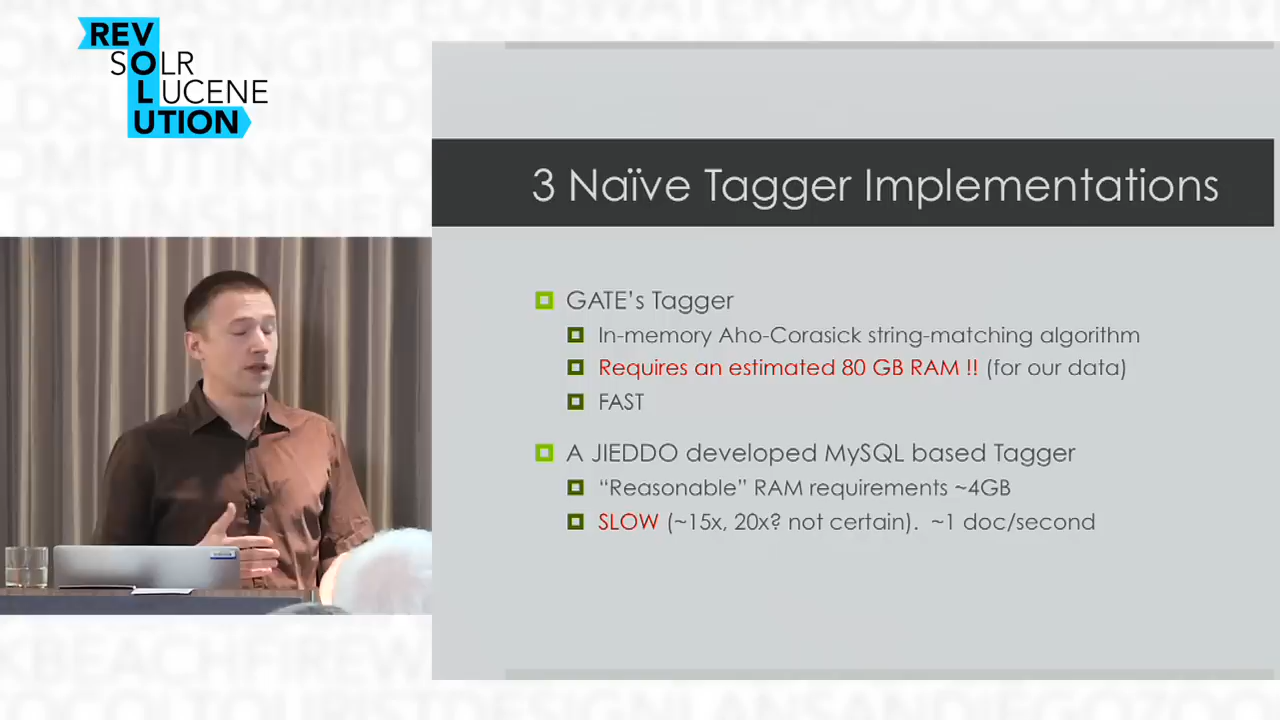 REV
SOLR
LUCENE
UTION
3 Naïve Tagger Implementations
GATE's Tagger
In-memory Aho-Corasick string-matching algorithm
Requires an estimated 80 GB RAM !! (for our data)
FAST
A JIEDDO developed MySQL based Tagger
“Reasonable” RAM requirements ~4GB
SLOW (~15x, 20x? not certain).  ~1 doc/second